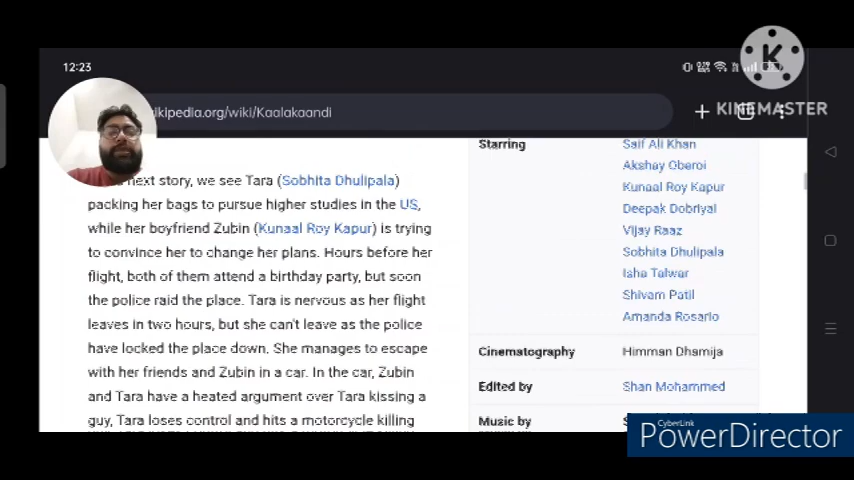 12:23
KINEMASTER
kipedia.org/wiki/Kaalakaandi
next story, we see Tara (Sobhita Dhulipala)
packing her bags to pursue higher studies in the US,
while her boyfriend Zubin (Kunaal Roy Kapur) is trying
to convince her to change her plans. Hours before her
flight, both of them attend a birthday party, but soon
the police raid the place. Tara is nervous as her flight
leaves in two hours, but she can't leave as the police
have locked the place down. She manages to escape
with her friends and Zubin in a car. In the car, Zubin
and Tara have a heated argument over Tara kissing a
guy, Tara loses control and hits a motorcycle killing
Starring
Saif Ali Khan
Akshay Oberoi
Kunaal Roy Kapur
Deepak Dobriyal
Vijay Raaz
Sobhita Dhulipala
Isha Talwar
Shivam Patil
Amanda Rosario
Cinematography
Himman Dhamija
Edited by
Shan Mohammed
Music by
CyberLink
PowerDirector